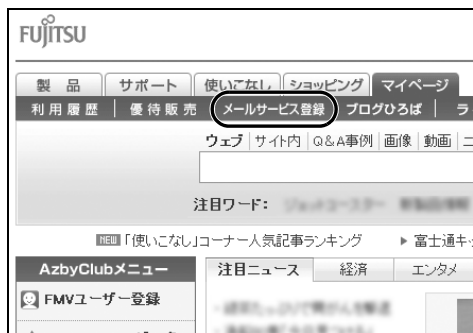 FUJITSU
製 品 サポート 使いこなし ショッピング マイページ
利用履歴 | 優待販売 メールサービス登録 ブログひろば | ラ
ウェブ | サイト内 | Q&A事例 | 画像 | 動画 | ニ
注目ワード:
NEW 「使いこなし」コーナー人気記事ランキング ▶ 富士通キッ
AzbyClubメニュー 注目ニュース 経済 エンタメ
FMVユーザー登録